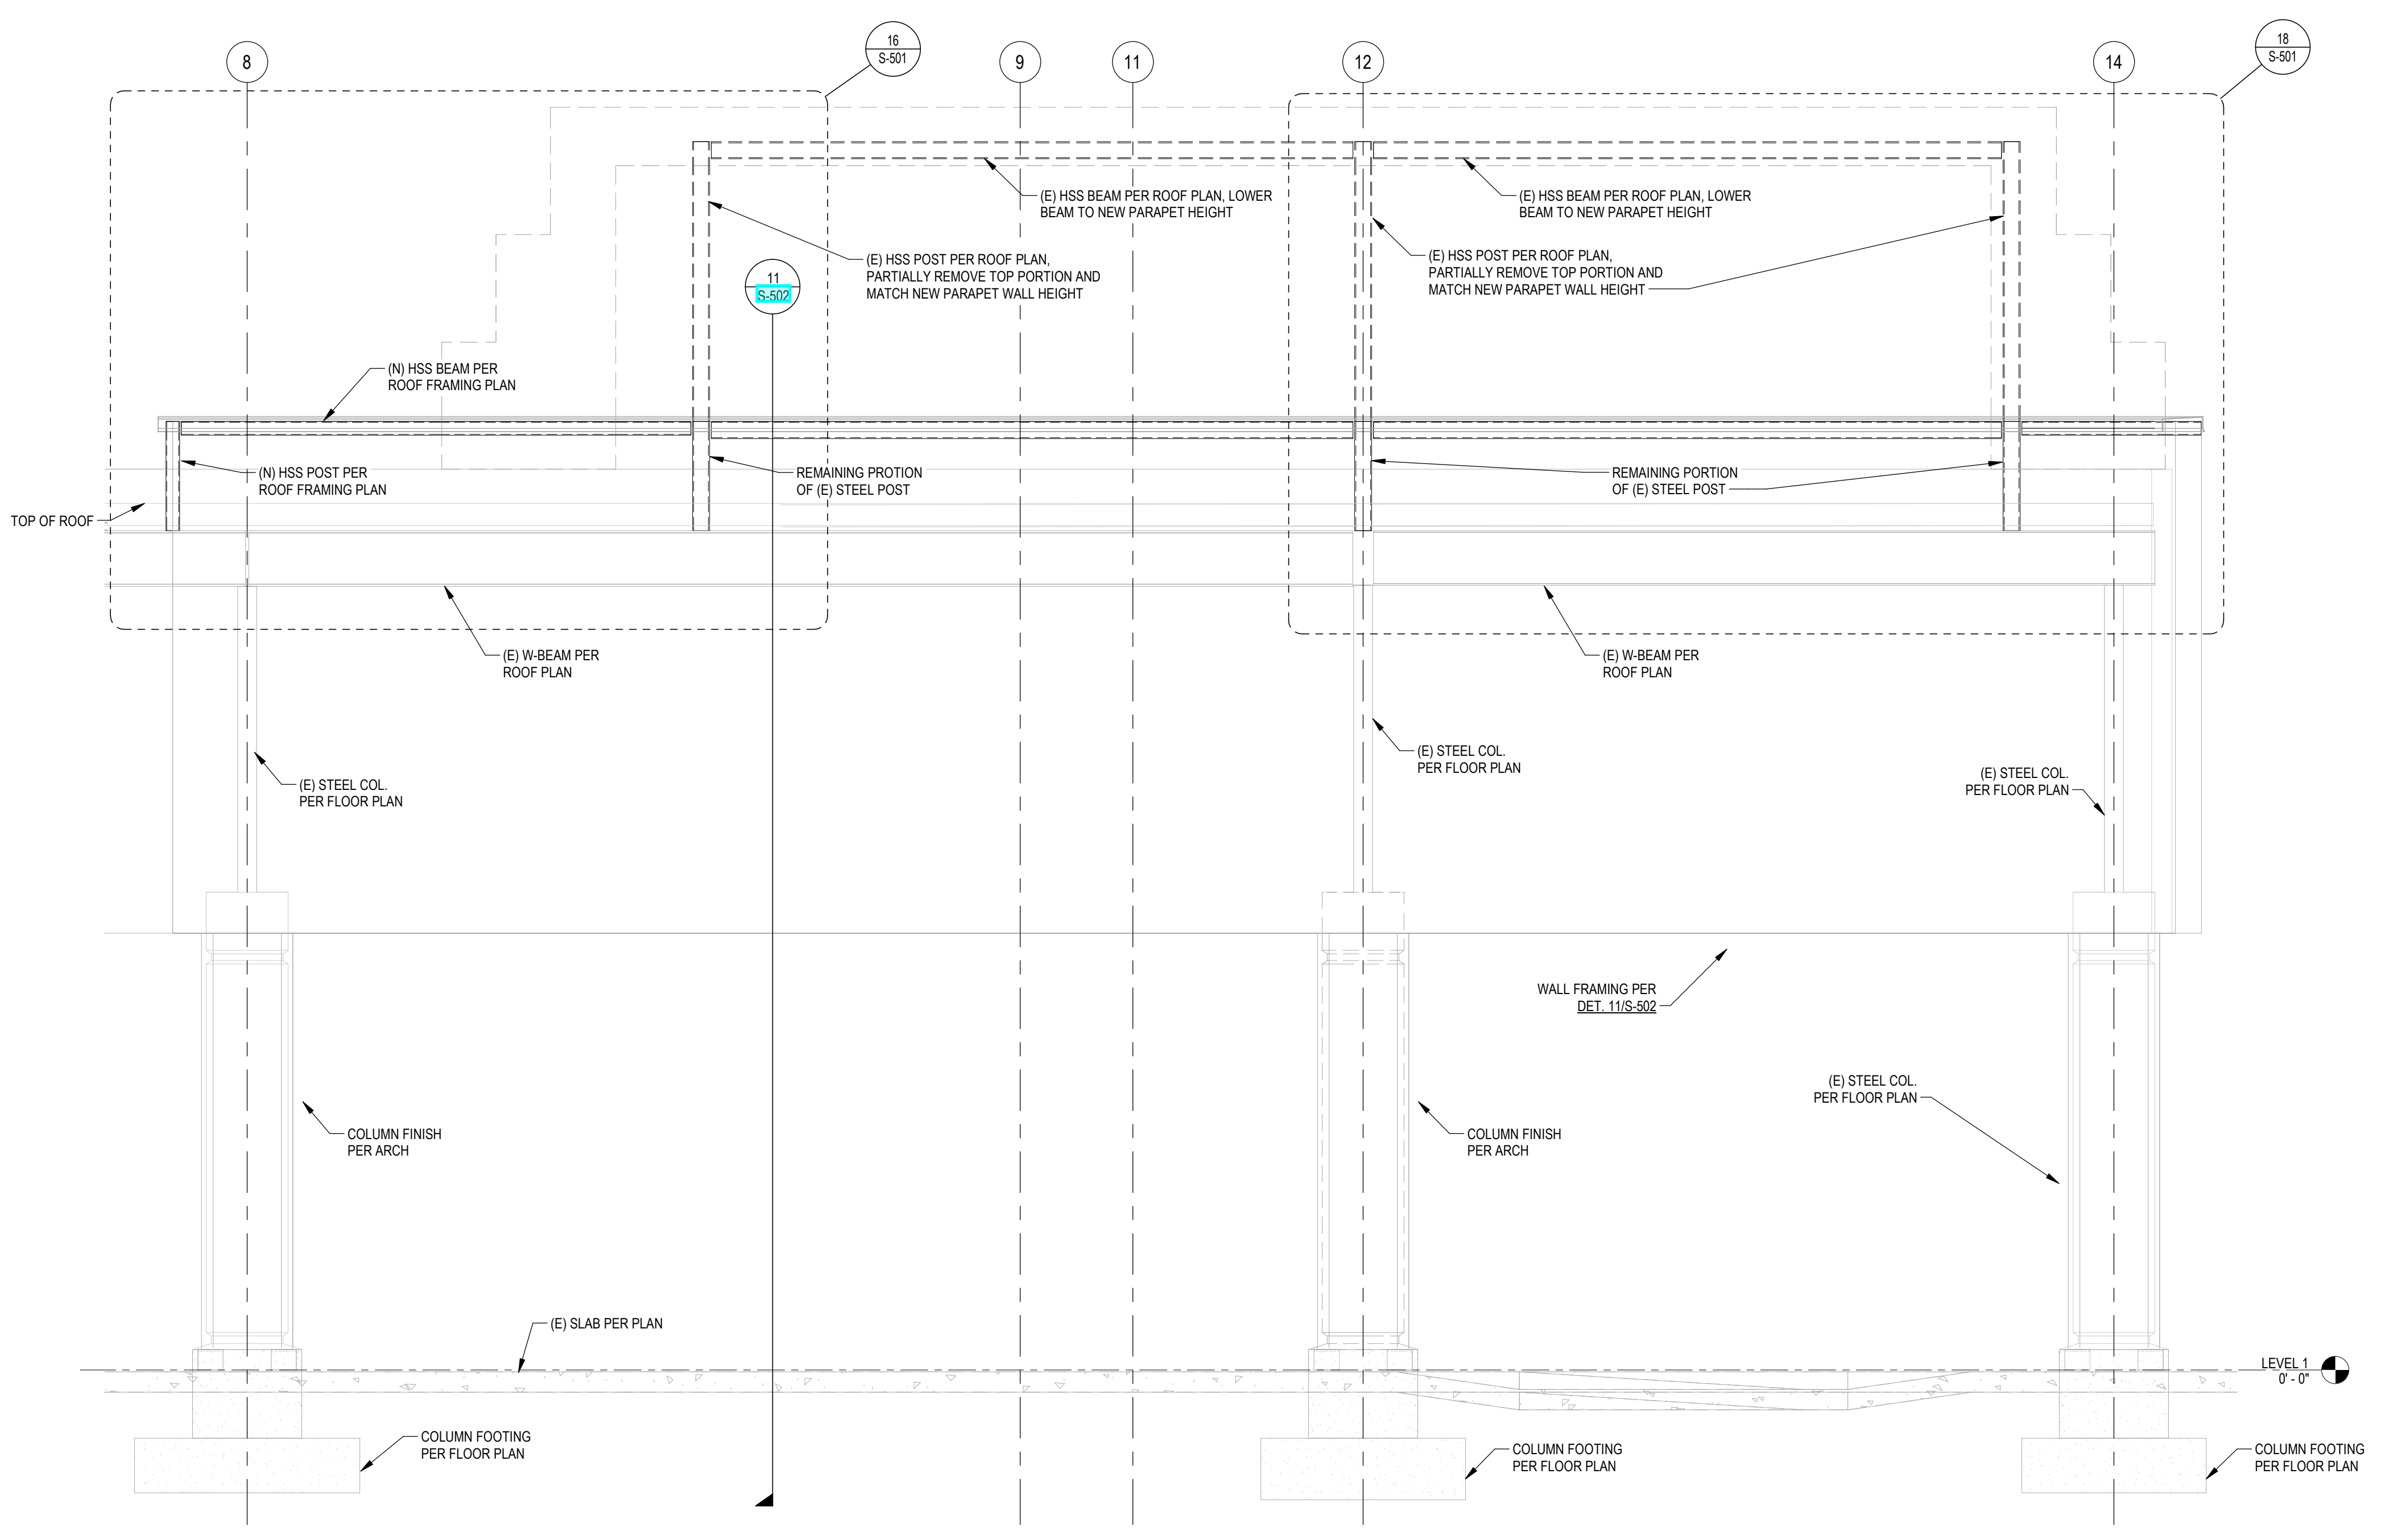 16
S-501
18
S-501
8
9
11
12
14
(E) HSS BEAM PER ROOF PLAN, LOWER
BEAM TO NEW PARAPET HEIGHT
(E) HSS BEAM PER ROOF PLAN, LOWER
BEAM TO NEW PARAPET HEIGHT
(E) HSS POST PER ROOF PLAN,
PARTIALLY REMOVE TOP PORTION AND
MATCH NEW PARAPET WALL HEIGHT
(E) HSS POST PER ROOF PLAN,
PARTIALLY REMOVE TOP PORTION AND
MATCH NEW PARAPET WALL HEIGHT
11
S-502
(N) HSS BEAM PER
ROOF FRAMING PLAN
(N) HSS POST PER
ROOF FRAMING PLAN
REMAINING PROTION
OF (E) STEEL POST
REMAINING PORTION
OF (E) STEEL POST
TOP OF ROOF
(E) W-BEAM PER
ROOF PLAN
(E) W-BEAM PER
ROOF PLAN
(E) STEEL COL.
PER FLOOR PLAN
(E) STEEL COL.
PER FLOOR PLAN
(E) STEEL COL.
PER FLOOR PLAN
WALL FRAMING PER
DET. 11/S-502
(E) STEEL COL.
PER FLOOR PLAN
COLUMN FINISH
PER ARCH
COLUMN FINISH
PER ARCH
(E) SLAB PER PLAN
LEVEL 1
0' - 0"
COLUMN FOOTING
PER FLOOR PLAN
COLUMN FOOTING
PER FLOOR PLAN
COLUMN FOOTING
PER FLOOR PLAN